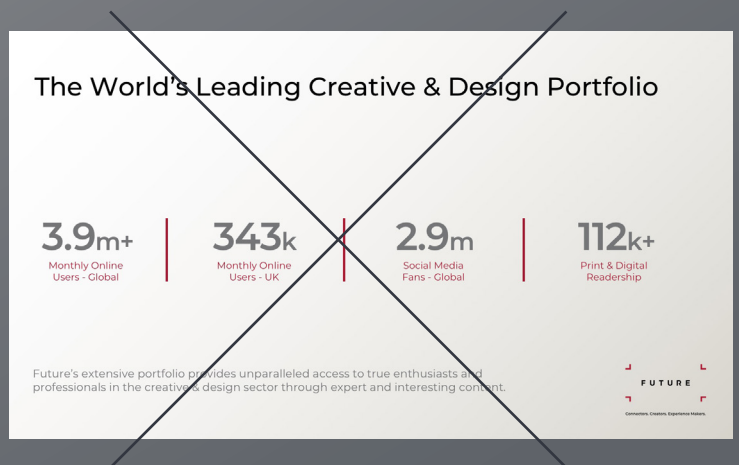 The World's Leading Creative & Design Portfolio
3.9m+
Monthly Online
Users - Global
343k
Monthly Online
Users - UK
2.9m
Social Media
Fans - Global
112k+
Print & Digital
Readership
Future's extensive portfolio provides unparalleled access to true enthusiasts and
professionals in the creative & design sector through expert and interesting content.
FUTURE
Connectors. Creators. Experience Makers.